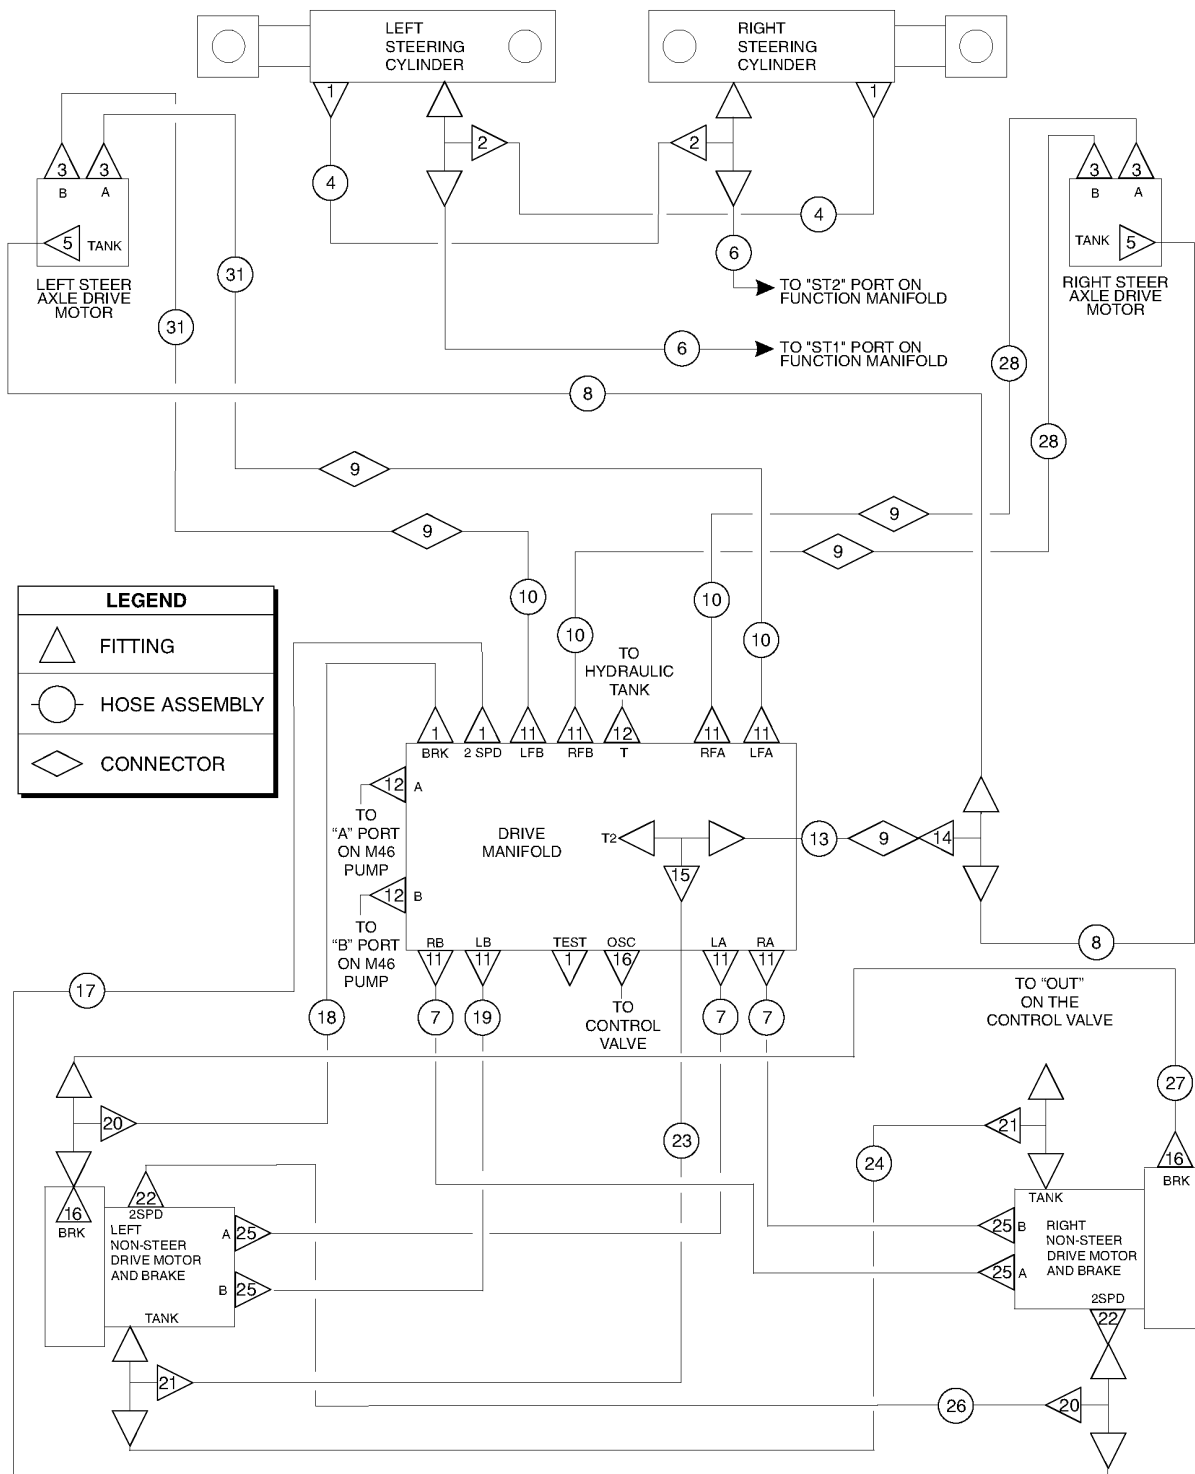 LEFT
STEERING
CYLINDER
RIGHT
STEERING
CYLINDER
1
1
2
2
3
3
B
A
3
3
B
A
4
4
5
TANK
TANK
5
LEFT STEER
AXLE DRIVE
MOTOR
RIGHT STEER
AXLE DRIVE
MOTOR
6
TO "ST2" PORT ON
FUNCTION MANIFOLD
31
31
6
TO "ST1" PORT ON
FUNCTION MANIFOLD
28
8
28
9
9
9
9
LEGEND
FITTING
HOSE ASSEMBLY
CONNECTOR
10
10
10
10
TO
HYDRAULIC
TANK
1
1
11
11
12
11
11
BRK
2 SPD
LFB
RFB
T
RFA
LFA
12
A
TO
"A" PORT
ON M46
PUMP
DRIVE
MANIFOLD
T2
13
9
14
15
12
B
TO
"B" PORT
ON M46
PUMP
RB
LB
TEST
OSC
LA
RA
11
11
1
16
11
11
8
17
18
7
19
TO
CONTROL
VALVE
7
7
TO "OUT"
ON THE
CONTROL VALVE
27
20
21
23
24
16
BRK
16
BRK
22
2SPD
LEFT
NON-STEER
DRIVE MOTOR
AND BRAKE
A
25
B
25
TANK
TANK
25
B
RIGHT
NON-STEER
DRIVE MOTOR
AND BRAKE
25
A
2SPD
22
21
26
20